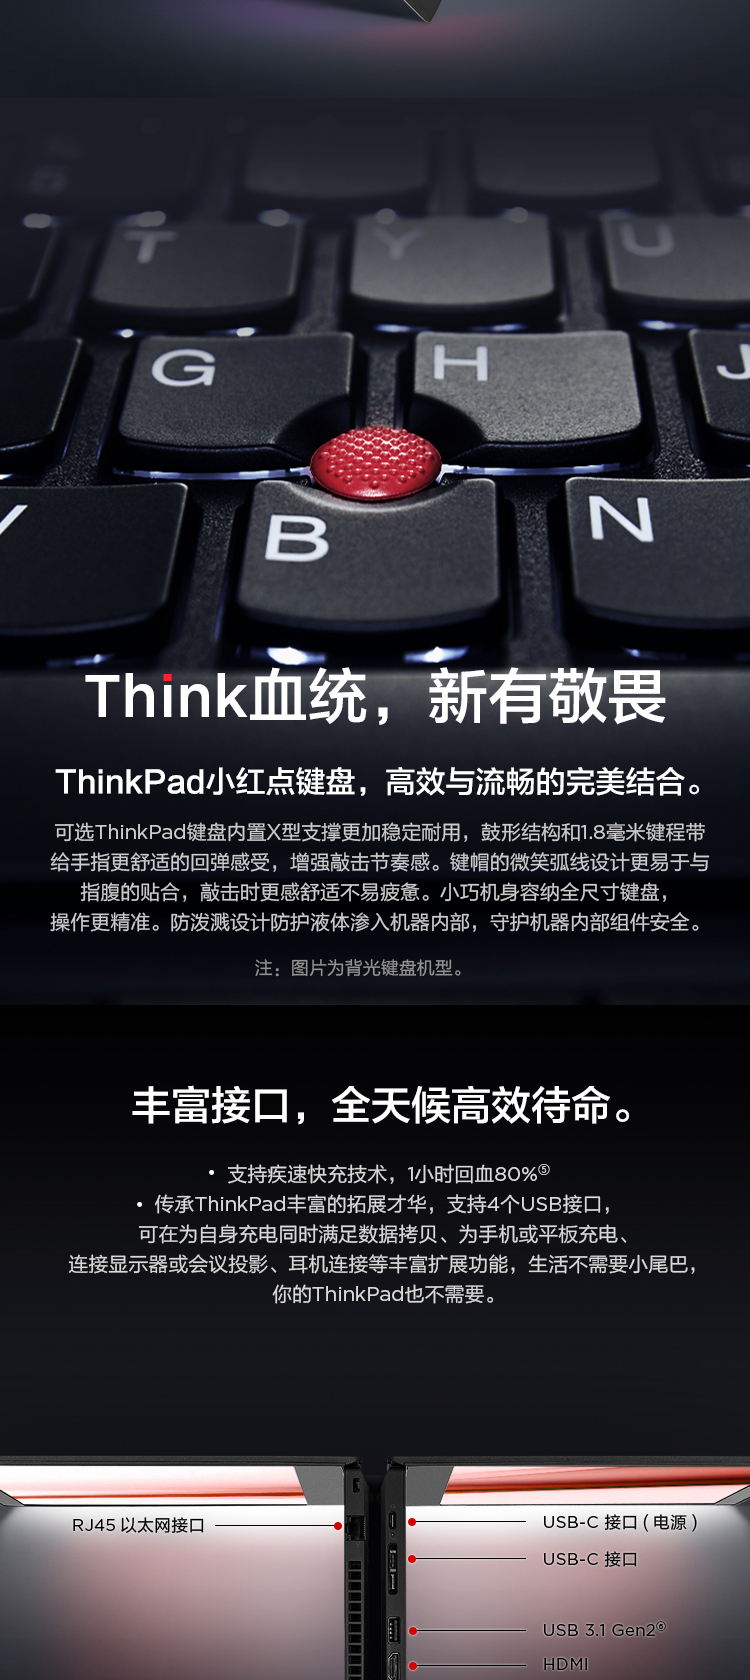 T Y U
G H J
B N
Think血统，新有敬畏
ThinkPad小红点键盘，高效与流畅的完美结合。
可选ThinkPad键盘内置X型支撑更加稳定耐用，鼓形结构和1.8毫米键程带
给手指更舒适的回弹感受，增强敲击节奏感。键帽的微笑弧线设计更易于与
指腹的贴合，敲击时更感舒适不易疲惫。小巧机身容纳全尺寸键盘，
操作更精准。防泼溅设计防护液体渗入机器内部，守护机器内部组件安全。
注：图片为背光键盘机型。
丰富接口，全天候高效待命。
• 支持疾速快充技术，1小时回血80%⑤
• 传承ThinkPad丰富的拓展才华，支持4个USB接口，
可在为自身充电同时满足数据拷贝、为手机或平板充电、
连接显示器或会议投影、耳机连接等丰富扩展功能，生活不需要小尾巴，
你的ThinkPad也不需要。
RJ45 以太网接口
USB-C 接口 ( 电源 )
USB-C 接口
USB 3.1 Gen2⑥
HDMI